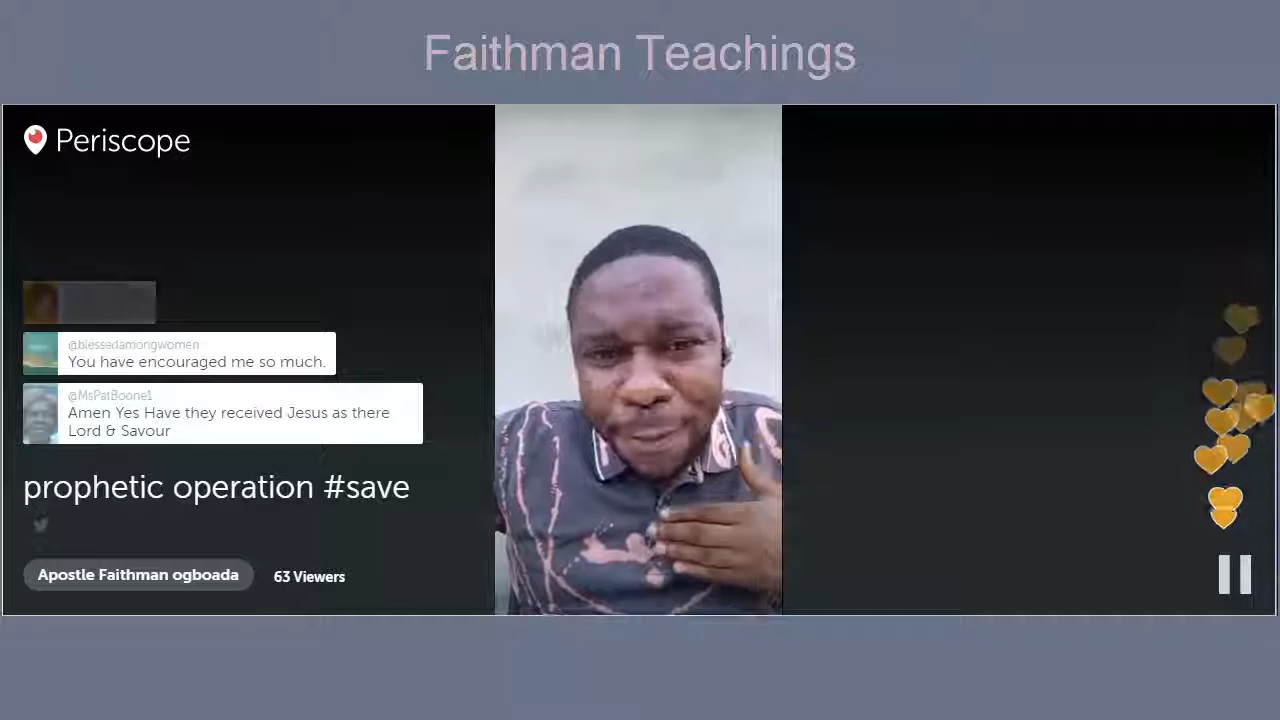 Faithman Teachings
Periscope
@blessedamongwomen
You have encouraged me so much.
@MsPatBoone1
Amen Yes Have they received Jesus as there
Lord & Savour
prophetic operation #save
Apostle Faithman ogboada
63 Viewers